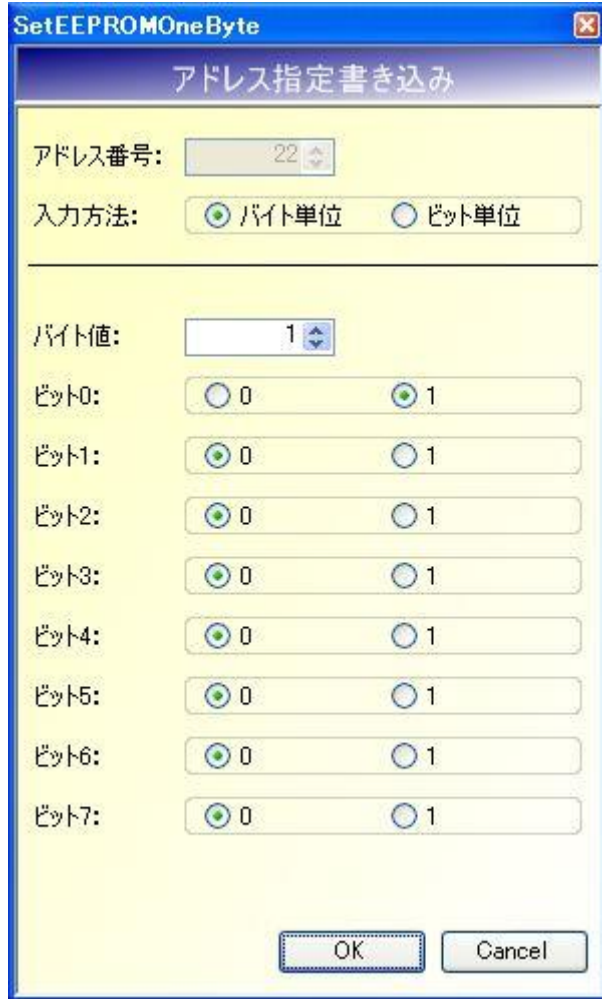 SetEEPROMOneByte
アドレス指定書き込み
アドレス番号: 22
入力方法: バイト単位 ビット単位
バイト値: 1
ビット0: 0 1
ビット1: 0 1
ビット2: 0 1
ビット3: 0 1
ビット4: 0 1
ビット5: 0 1
ビット6: 0 1
ビット7: 0 1
OK Cancel